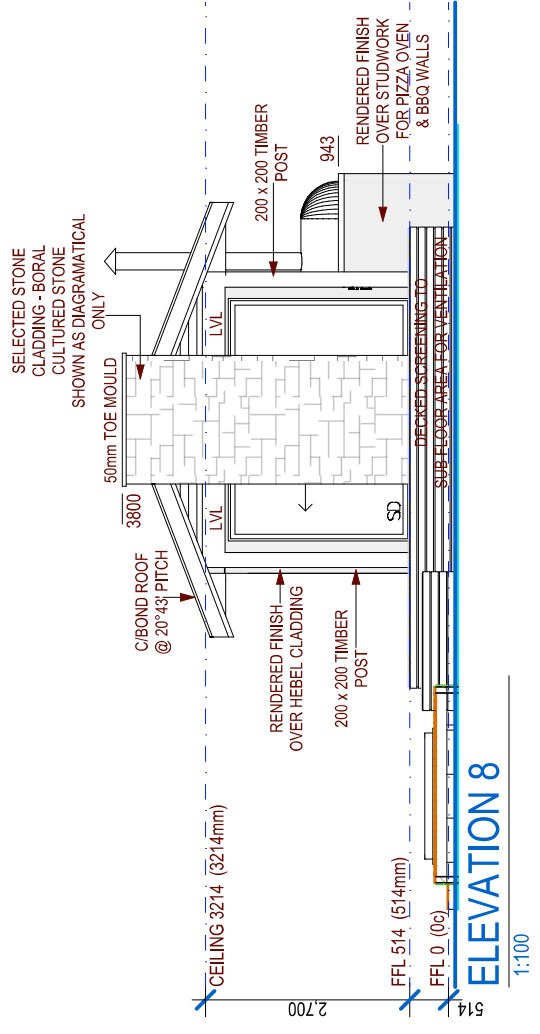 SELECTED STONE
CLADDING - BORAL
CULTURED STONE
SHOWN AS DIAGRAMATICAL
ONLY
50mm TOE MOULD
3800
C/BOND ROOF
@ 20°43' PITCH
200 x 200 TIMBER
POST
943
RENDERED FINISH
OVER STUDWORK
FOR PIZZA OVEN
& BBQ WALLS
LVL
LVL
SD
RENDERED FINISH
OVER HEBEL CLADDING
200 x 200 TIMBER
POST
DECKED SCREENING TO
SUB FLOOR AREA FOR VENTILATION
CEILING 3214 (3214mm)
2,700
FFL 514 (514mm)
FFL 0 (0c)
514
ELEVATION 8
1:100